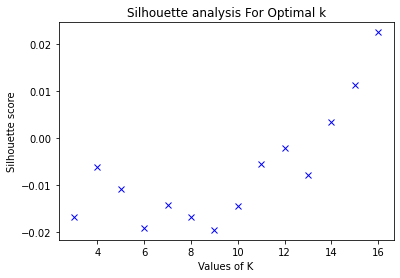 Silhouette analysis For Optimal k
0.02
0.01
0.00
−0.01
−0.02
Silhouette score
4 6 8 10 12 14 16
Values of K